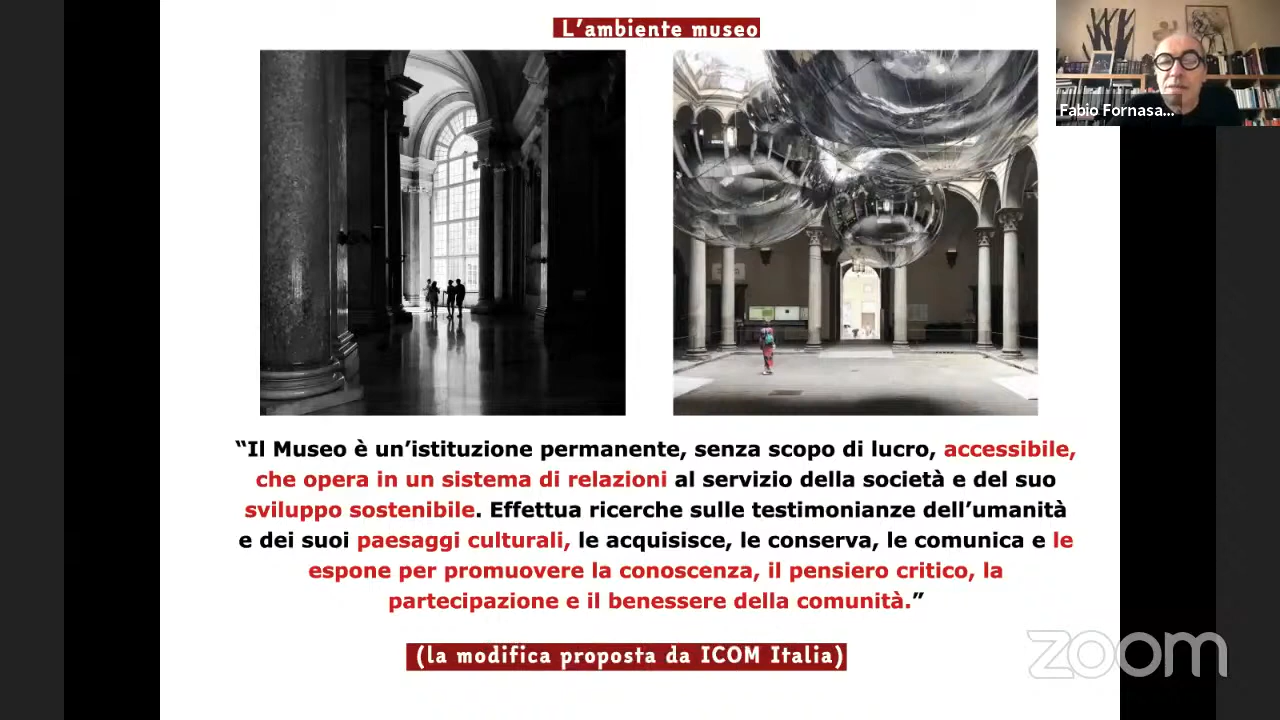 L'ambiente museo
Fabio Fornasa...
“Il Museo è un’istituzione permanente, senza scopo di lucro, accessibile,
che opera in un sistema di relazioni al servizio della società e del suo
sviluppo sostenibile. Effettua ricerche sulle testimonianze dell’umanità
e dei suoi paesaggi culturali, le acquisisce, le conserva, le comunica e le
espone per promuovere la conoscenza, il pensiero critico, la
partecipazione e il benessere della comunità.”
(la modifica proposta da ICOM Italia)
zoom